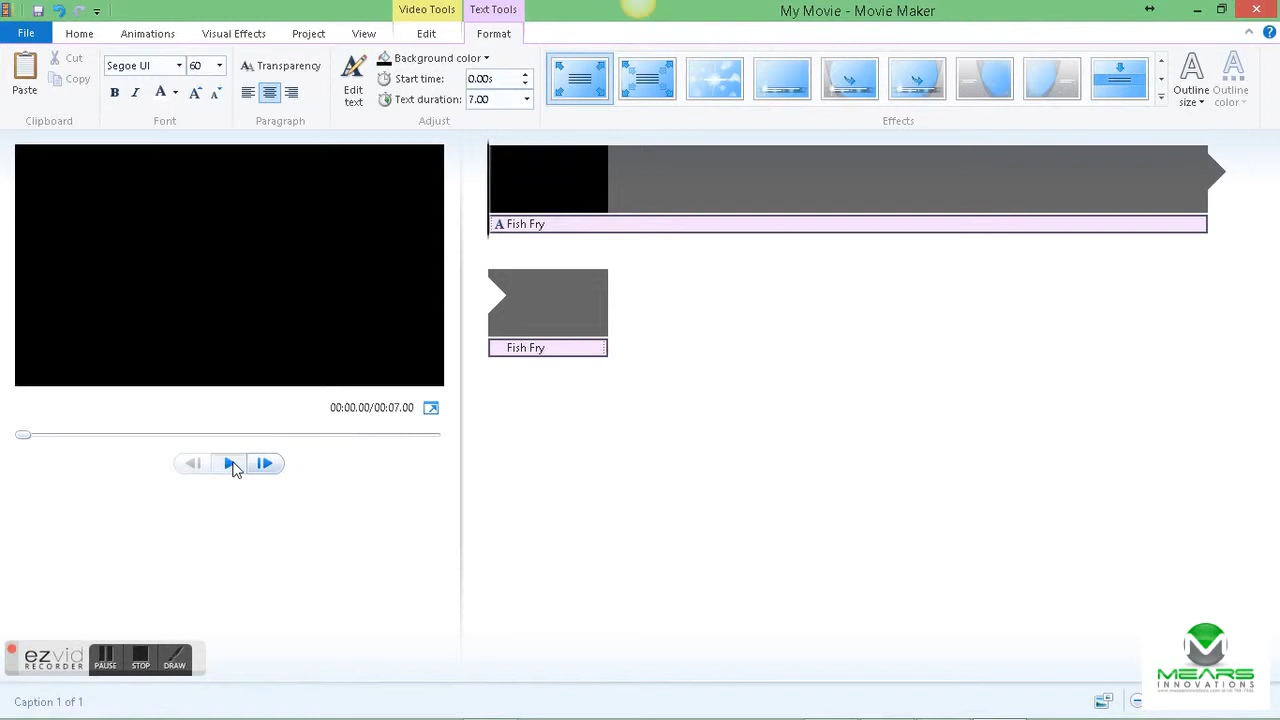 Video Tools
Text Tools
My Movie - Movie Maker
File
Home
Animations
Visual Effects
Project
View
Edit
Format
Paste
Cut
Copy
Clipboard
Segoe UI
60
B I A A A
Font
A Transparency
Paragraph
Edit
text
Background color
Start time: 0.00s
Text duration: 7.00
Adjust
Effects
Outline
size
Outline
color
A Fish Fry
Fish Fry
00:00.00/00:07.00
ezvid
RECORDER
PAUSE
STOP
DRAW
MEARS
INNOVATIONS
Caption 1 of 1